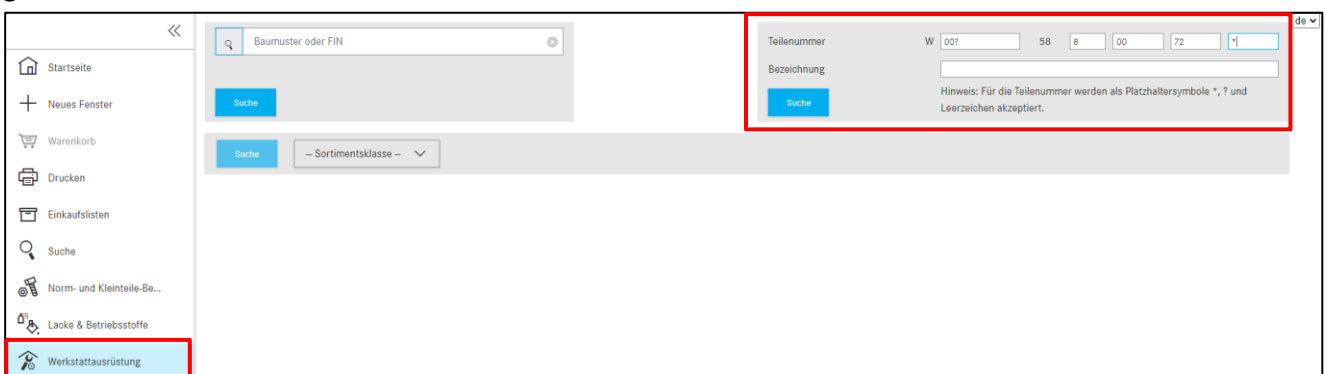 Baumuster oder FIN
Suche
Teilenummer W 00? 58 8 00 72 *
Bezeichnung
Hinweis: Für die Teilenummer werden als Platzhaltersymbole *, ? und
Leerzeichen akzeptiert.
Suche
de
Suche
– Sortimentsklasse –
Startseite
Neues Fenster
Warenkorb
Drucken
Einkaufslisten
Suche
Norm- und Kleinteile-Be...
Lacke & Betriebsstoffe
Werkstattausrüstung